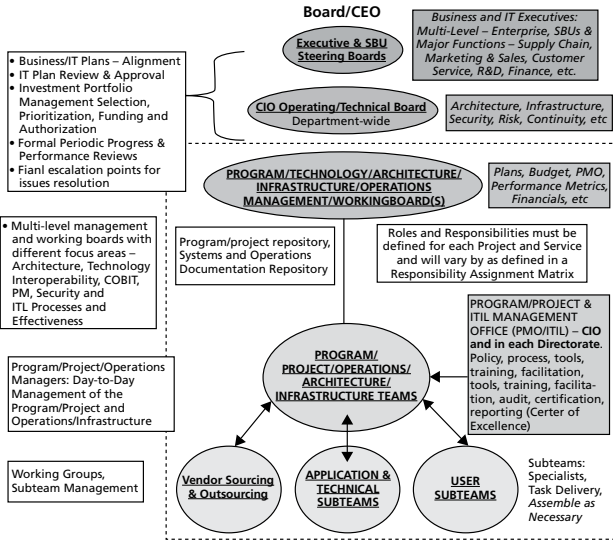 Board/CEO
Executive & SBU
Steering Boards
Business and IT Executives:
Multi-Level – Enterprise, SBUs &
Major Functions – Supply Chain,
Marketing & Sales, Customer
Service, R&D, Finance, etc.
• Business/IT Plans – Alignment
• IT Plan Review & Approval
• Investment Portfolio
Management Selection,
Prioritization, Funding and
Authorization
• Formal Periodic Progress &
Performance Reviews
• Fianl escalation points for
issues resolution
CIO Operating/Technical Board
Department-wide
Architecture, Infrastructure,
Security, Risk, Continuity, etc
PROGRAM/TECHNOLOGY/ARCHITECTURE/
INFRASTRUCTURE/OPERATIONS
MANAGEMENT/WORKINGBOARD(S)
Plans, Budget, PMO,
Performance Metrics,
Financials, etc
• Multi-level management
and working boards with
different focus areas –
Architecture, Technology
Interoperability, COBIT,
PM, Security and
ITL Processes and
Effectiveness
Program/project repository,
Systems and Operations
Documentation Repository
Roles and Responsibilities must be
defined for each Project and Service
and will vary by as defined in a
Responsibility Assignment Matrix
PROGRAM/PROJECT &
ITIL MANAGEMENT
OFFICE (PMO/ITIL) – CIO
and in each Directorate.
Policy, process, tools,
training, facilitation,
tools, training, facilita-
tion, audit, certification,
reporting (Certer of
Excellence)
PROGRAM/
PROJECT/OPERATIONS/
ARCHITECTURE/
INFRASTRUCTURE TEAMS
Program/Project/Operations
Managers: Day-to-Day
Management of the
Program/Project and
Operations/Infrastructure
Working Groups,
Subteam Management
Vendor Sourcing
& Outsourcing
APPLICATION &
TECHNICAL
SUBTEAMS
USER
SUBTEAMS
Subteams:
Specialists,
Task Delivery,
Assemble as
Necessary